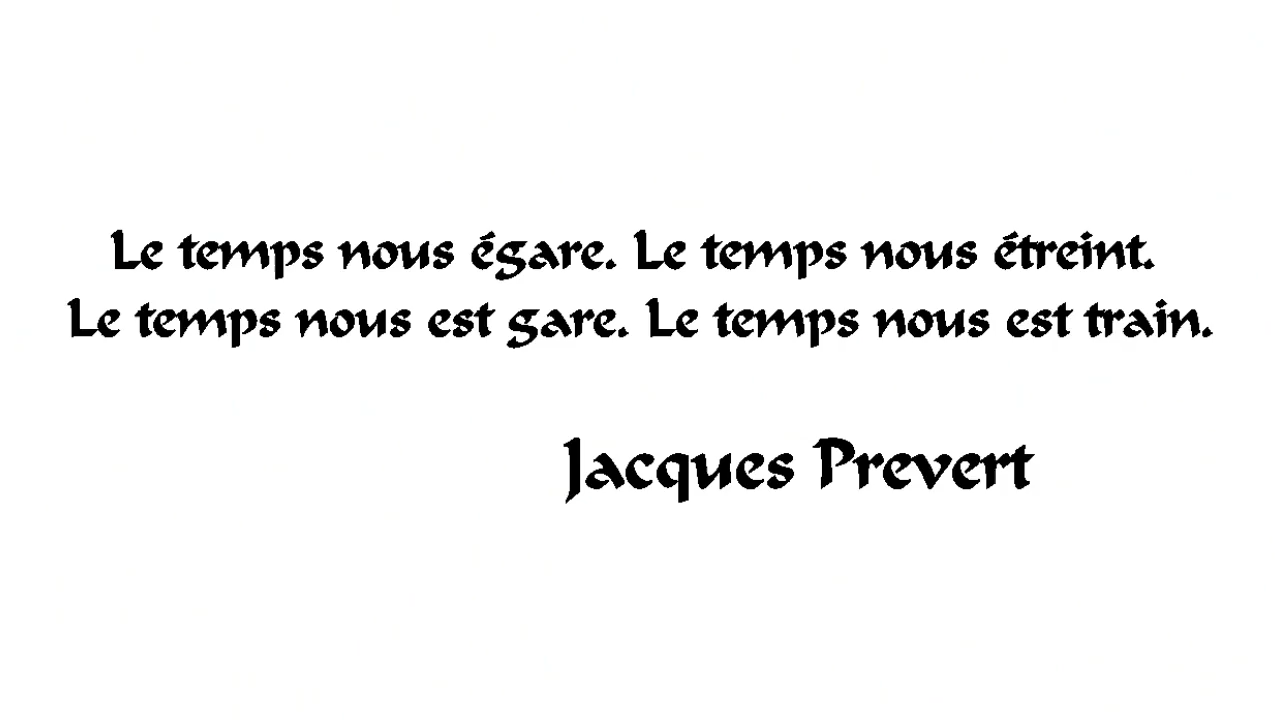 Le temps nous égare. Le temps nous étreint.
Le temps nous est gare. Le temps nous est train.
Jacques Prevert